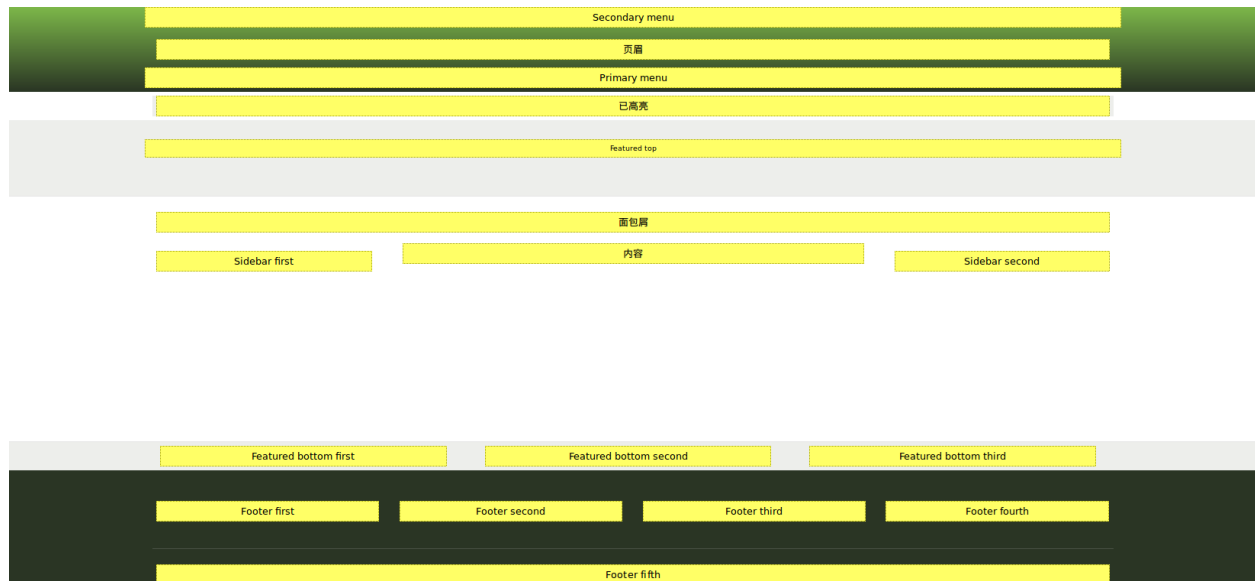 Secondary menu
页眉
Primary menu
已高亮
Featured top
面包屑
Sidebar first
内容
Sidebar second
Featured bottom first
Featured bottom second
Featured bottom third
Footer first
Footer second
Footer third
Footer fourth
Footer fifth